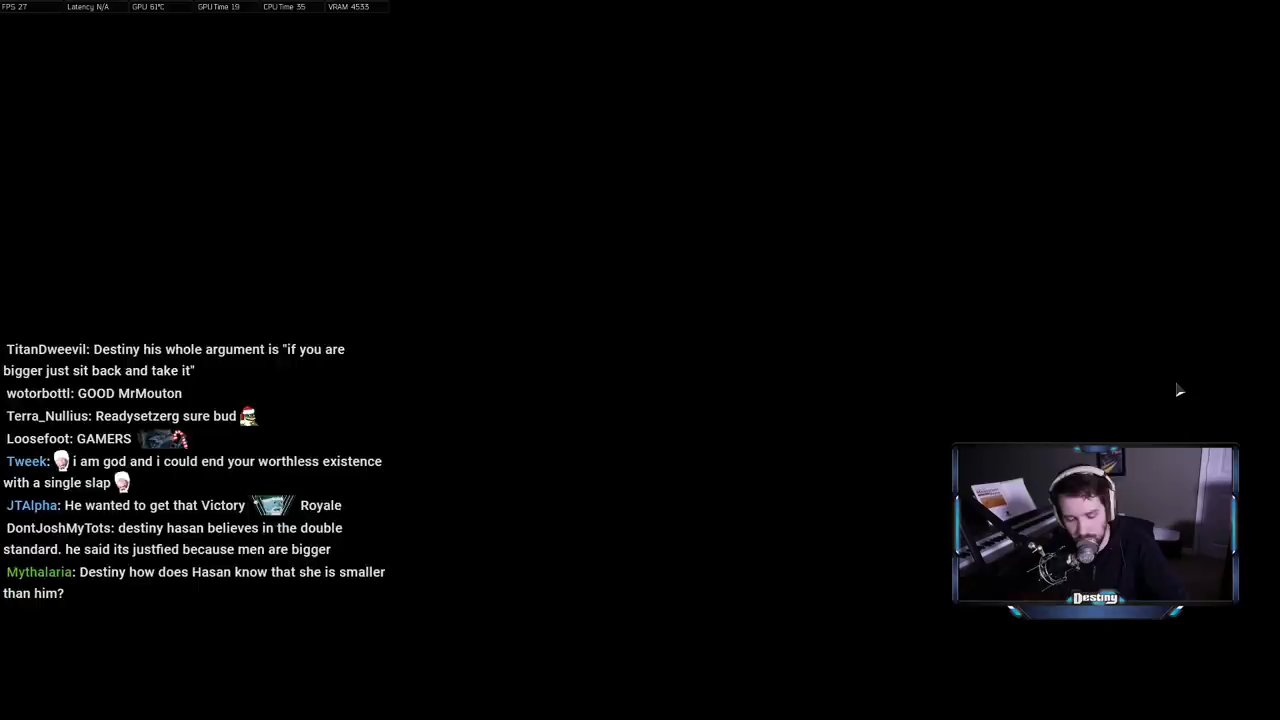 FPS 27 Latency N/A GPU 61°C GPU Time 19 CPU Time 35 VRAM 4533
TitanDweevil: Destiny his whole argument is "if you are
bigger just sit back and take it"
wotorbottl: GOOD MrMouton
Terra_Nullius: Readysetzerg sure bud
Loosefoot: GAMERS
Tweek: i am god and i could end your worthless existence
with a single slap
JTAlpha: He wanted to get that Victory Royale
DontJoshMyTots: destiny hasan believes in the double
standard. he said its justfied because men are bigger
Mythalaria: Destiny how does Hasan know that she is smaller
than him?
Destiny